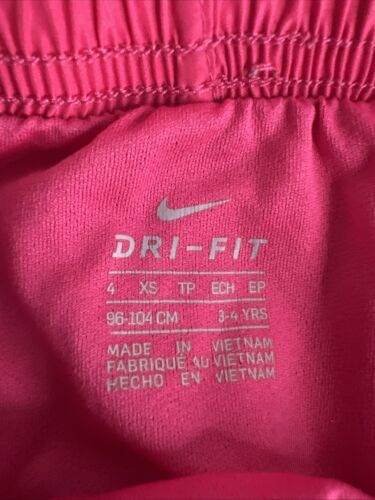 DRI-FIT
4 XS TP ECH EP
96-104 CM 3-4 YRS
MADE IN VIETNAM
FABRIQUÉ AU VIETNAM
HECHO EN VIETNAM